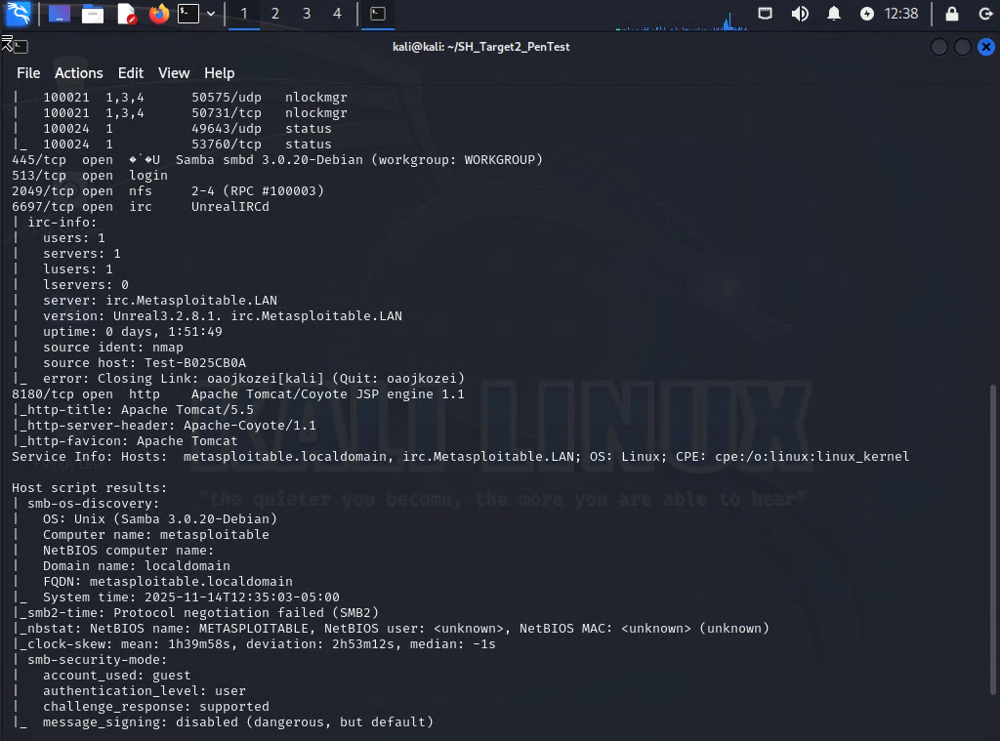 1 2 3 4 12:38
kali@kali: ~/SH_Target2_PenTest
File Actions Edit View Help
|   100021  1,3,4      50575/udp   nlockmgr
|   100021  1,3,4      50731/tcp   nlockmgr
|   100024  1          49643/udp   status
|_  100024  1          53760/tcp   status
445/tcp  open  �˙�U  Samba smbd 3.0.20-Debian (workgroup: WORKGROUP)
513/tcp  open  login
2049/tcp open  nfs     2-4 (RPC #100003)
6697/tcp open  irc     UnrealIRCd
| irc-info:
|   users: 1
|   servers: 1
|   lusers: 1
|   lservers: 0
|   server: irc.Metasploitable.LAN
|   version: Unreal3.2.8.1. irc.Metasploitable.LAN
|   uptime: 0 days, 1:51:49
|   source ident: nmap
|   source host: Test-B025CB0A
|_  error: Closing Link: oaojkozei[kali] (Quit: oaojkozei)
8180/tcp open  http    Apache Tomcat/Coyote JSP engine 1.1
|_http-title: Apache Tomcat/5.5
|_http-server-header: Apache-Coyote/1.1
|_http-favicon: Apache Tomcat
Service Info: Hosts:  metasploitable.localdomain, irc.Metasploitable.LAN; OS: Linux; CPE: cpe:/o:linux:linux_kernel
KALI LINUX
"the quieter you become, the more you are able to hear"
Host script results:
| smb-os-discovery:
|   OS: Unix (Samba 3.0.20-Debian)
|   Computer name: metasploitable
|   NetBIOS computer name:
|   Domain name: localdomain
|   FQDN: metasploitable.localdomain
|_  System time: 2025-11-14T12:35:03-05:00
|_smb2-time: Protocol negotiation failed (SMB2)
|_nbstat: NetBIOS name: METASPLOITABLE, NetBIOS user: <unknown>, NetBIOS MAC: <unknown> (unknown)
|_clock-skew: mean: 1h39m58s, deviation: 2h53m12s, median: -1s
| smb-security-mode:
|   account_used: guest
|   authentication_level: user
|   challenge_response: supported
|_  message_signing: disabled (dangerous, but default)